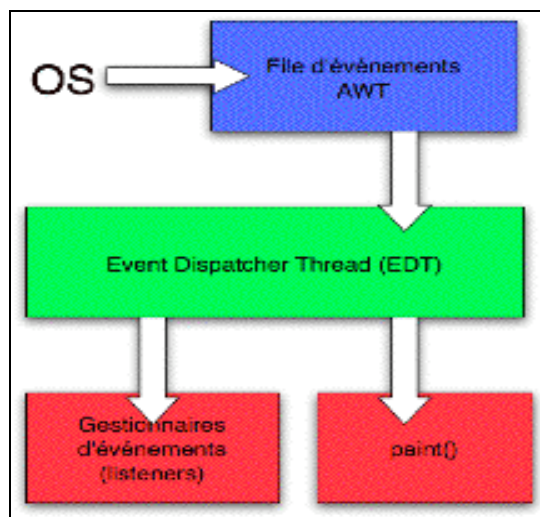 OS
File d'évènements
AWT
Event Dispatcher Thread (EDT)
Gestionnaires
d'événements
(listeners)
paint()